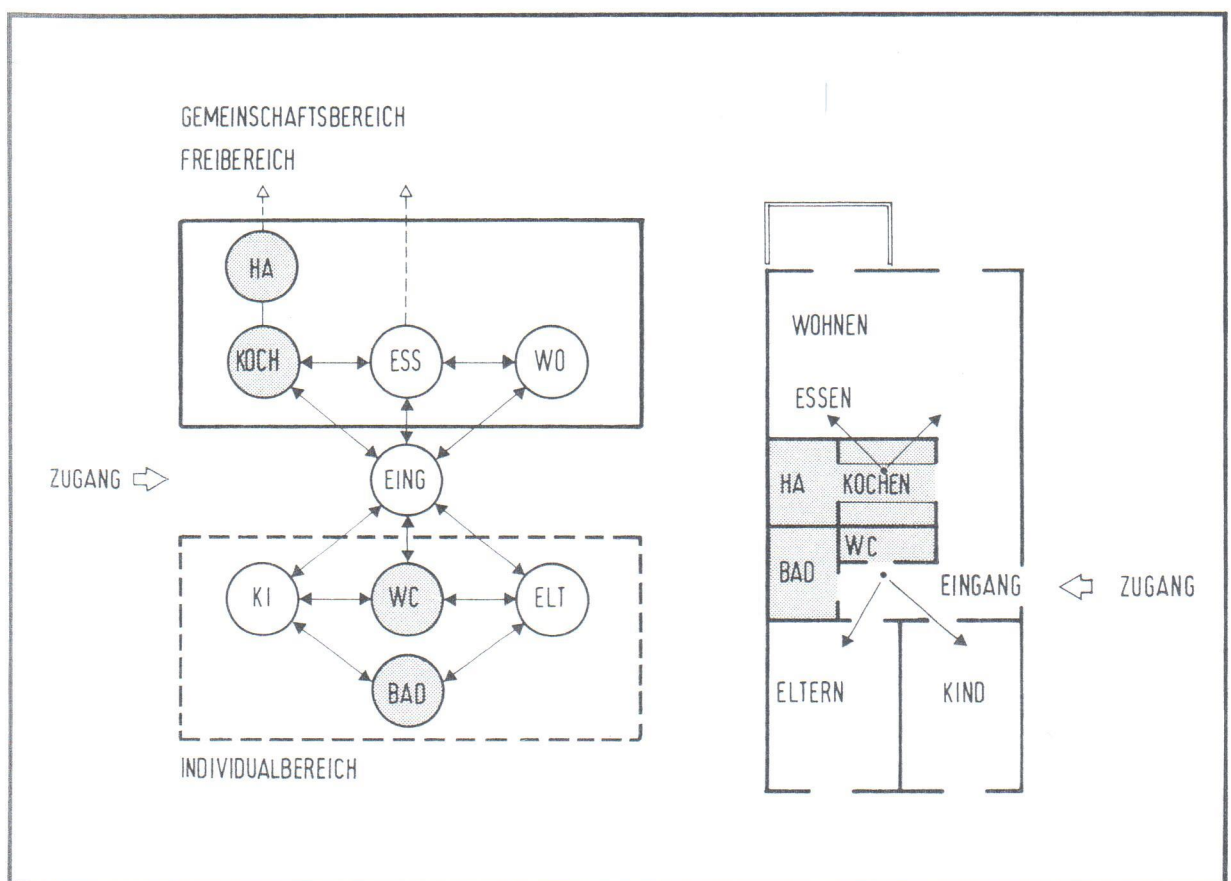 GEMEINSCHAFTSBEREICH
FREIBEREICH
HA
KOCH
ESS
WO
ZUGANG
EING
KI
WC
ELT
BAD
INDIVIDUALBEREICH
WOHNEN
ESSEN
HA
KOCHEN
WC
BAD
EINGANG
ZUGANG
ELTERN
KIND